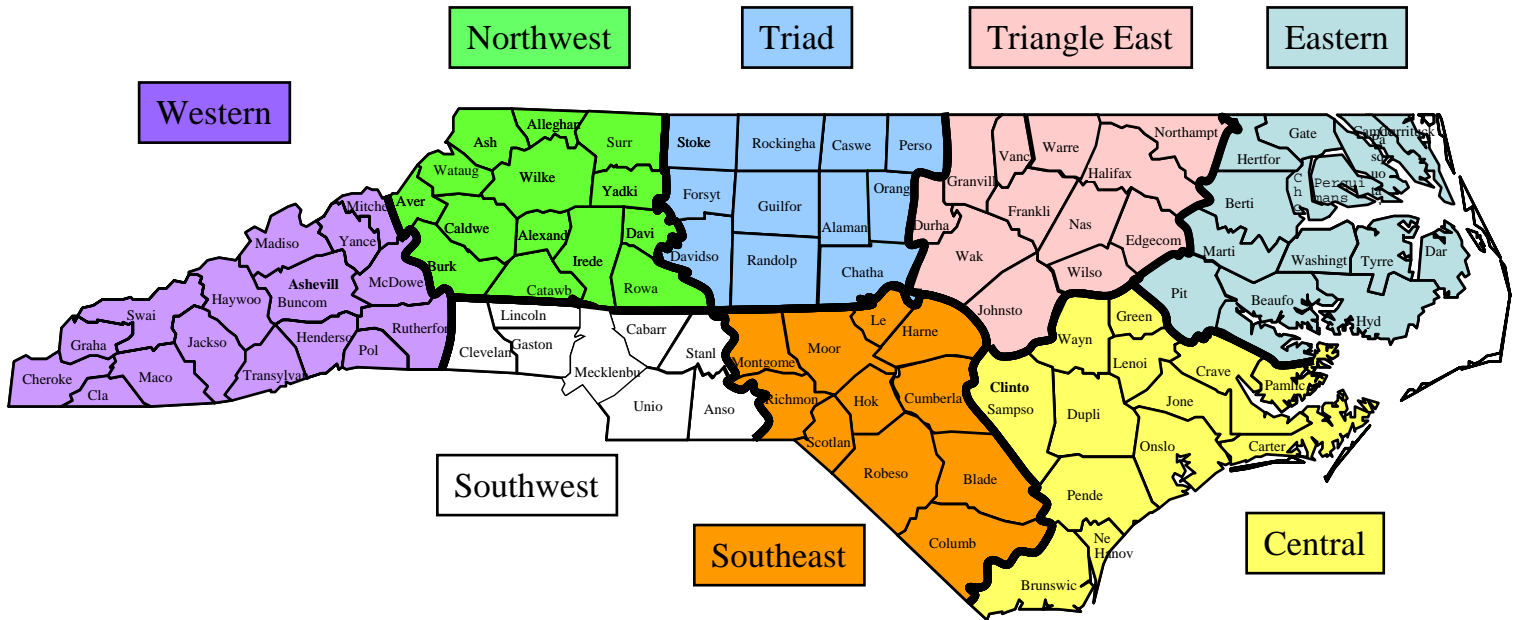 Northwest
Triad
Triangle East
Eastern
Western
Ash
Alleghan
Surr
Stoke
Rockingha
Caswe
Perso
Vanc
Warre
Northampt
Gate
Wataug
Wilke
Yadki
Forsyt
Guilfor
Alaman
Orang
Granvill
Halifax
Hertfor
Perqui
mans
Mitche
Aver
Caldwe
Alexand
Davi
Frankli
Berti
Madiso
Yance
Burk
Irede
Davidso
Randolp
Chatha
Durha
Wak
Nas
Edgecom
Marti
Washingt
Tyrre
Dar
Ashevill
Buncom
McDowe
Catawb
Rowa
Wilso
Haywoo
Swai
Graha
Jackso
Henderso
Rutherfor
Pol
Lincoln
Gaston
Clevelan
Cabarr
Stanl
Mecklenbu
Montgome
Moor
Le
Harne
Johnsto
Wayn
Green
Pit
Beaufo
Hyd
Cheroke
Cla
Maco
Transylvan
Unio
Anso
Richmon
Hok
Cumberla
Clinto
Sampso
Dupli
Lenoi
Crave
Pamlic
Jone
Scotlan
Robeso
Blade
Onslo
Carter
Southwest
Pende
Columb
Ne
Hanov
Brunswic
Southeast
Central